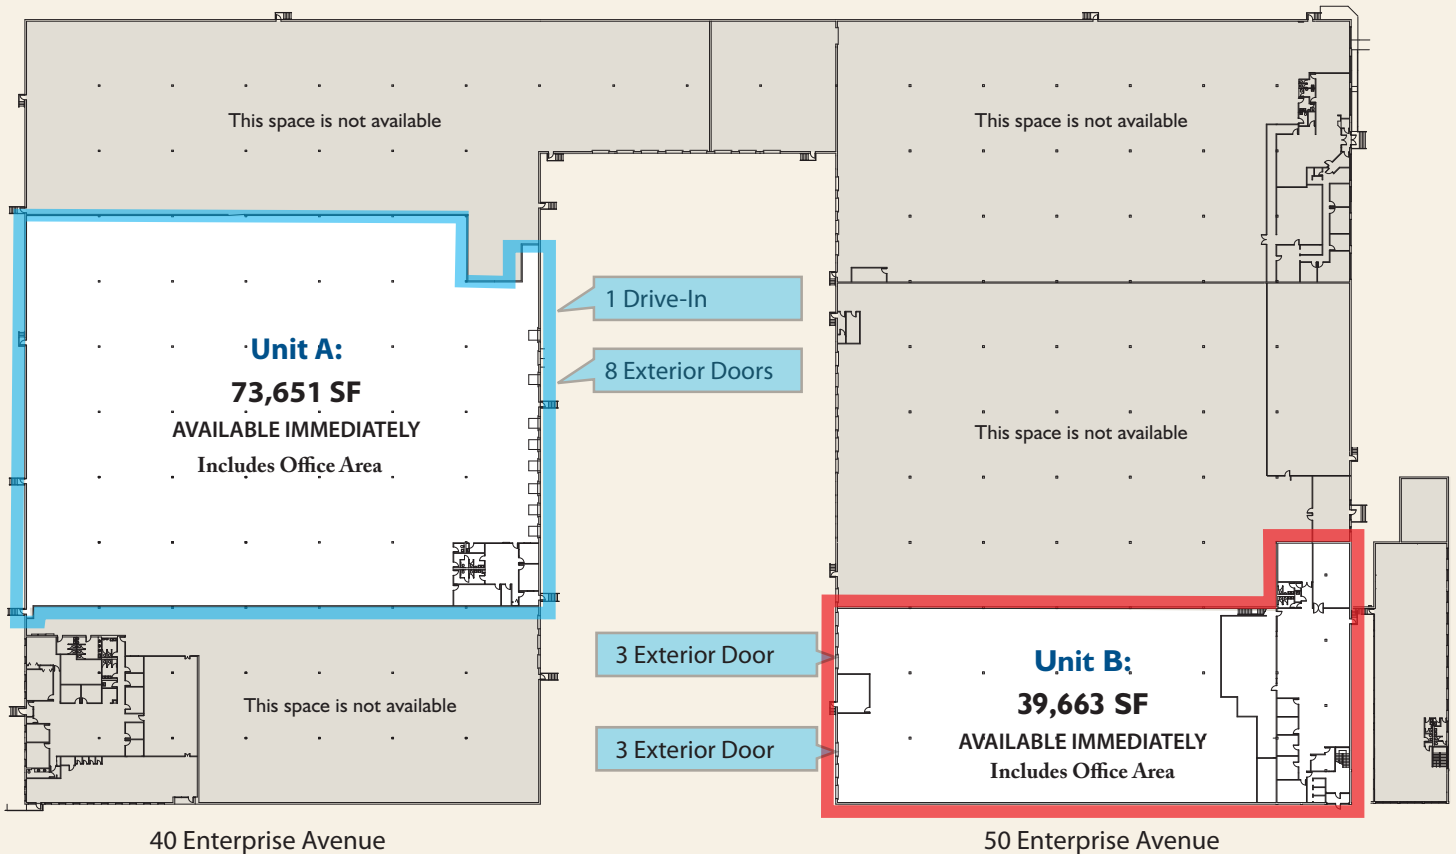 This space is not available
This space is not available
1 Drive-In
8 Exterior Doors
Unit A:
73,651 SF
AVAILABLE IMMEDIATELY
Includes Office Area
This space is not available
This space is not available
3 Exterior Door
3 Exterior Door
Unit B:
39,663 SF
AVAILABLE IMMEDIATELY
Includes Office Area
40 Enterprise Avenue
50 Enterprise Avenue